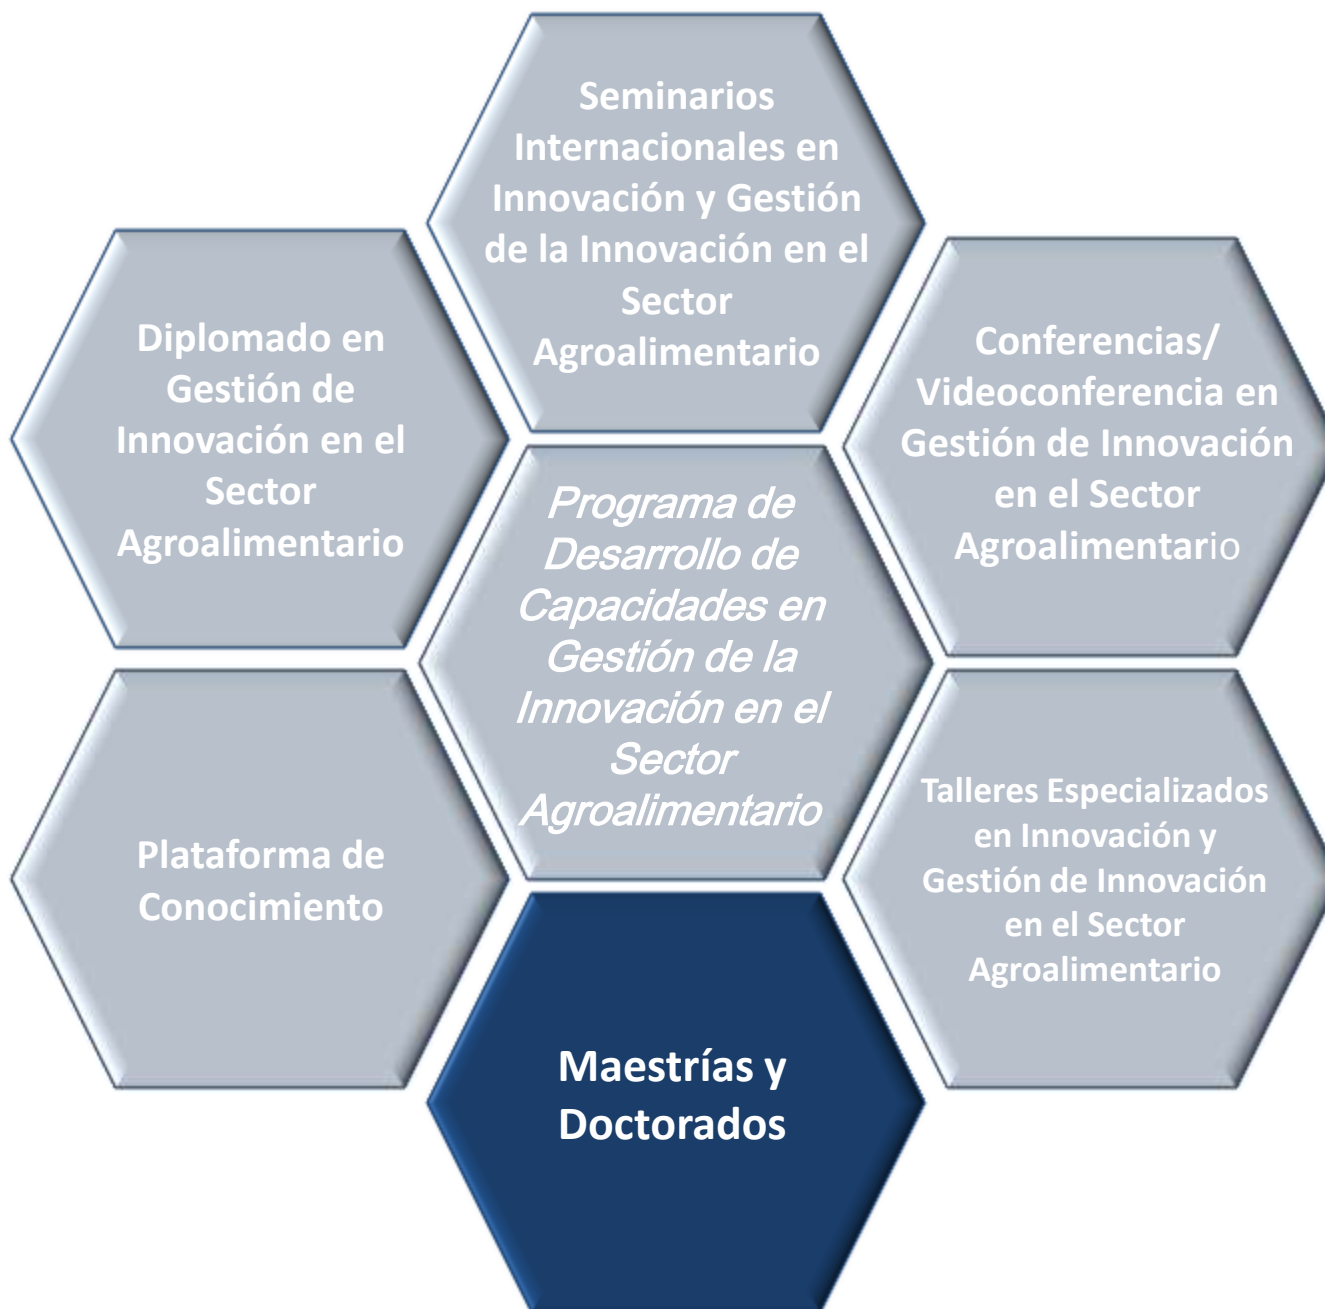 Seminarios
Internacionales en
Innovación y Gestión
de la Innovación en el
Sector
Agroalimentario
Diplomado en
Gestión de
Innovación en el
Sector
Agroalimentario
Conferencias/
Videoconferencia en
Gestión de Innovación
en el Sector
Agroalimentario
Programa de
Desarrollo de
Capacidades en
Gestión de la
Innovación en el
Sector
Agroalimentario
Plataforma de
Conocimiento
Talleres Especializados
en Innovación y
Gestión de Innovación
en el Sector
Agroalimentario
Maestrías y
Doctorados